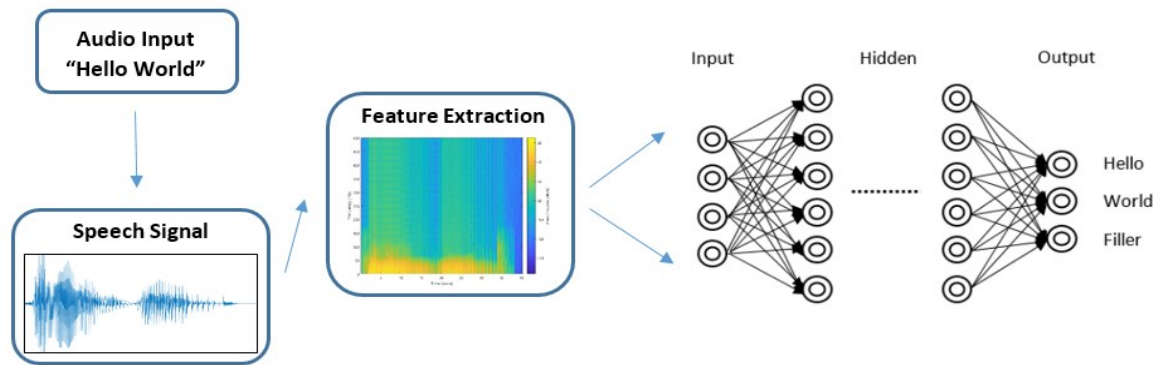 Audio Input
“Hello World”
Speech Signal
Feature Extraction
Input
Hidden
Output
Hello
World
Filler